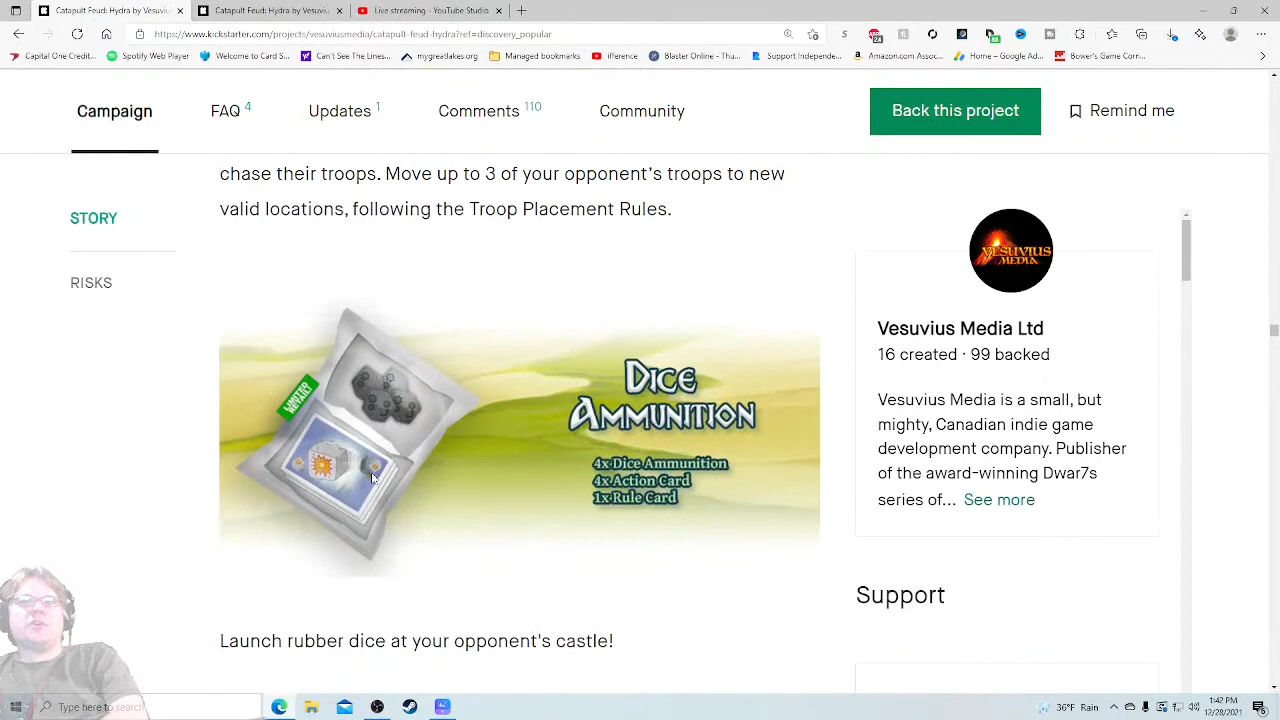 Catapult Feud: Hydra by Vesuviu
Catapult Feud: Hydra by Vesuviu
Live streaming - YouTube Studio
https://www.kickstarter.com/projects/vesuviusmedia/catapult-feud-hydra?ref=discovery_popular
Capital One Credit...
Spotify Web Player
Welcome Card S...
Can't See The Lies...
mygreatlakes.org
Managed bookmarks
ifference
Blaster Online - Thu...
Support Independe...
Amazon.com Assoc...
Home – Google Ad...
Bower's Game Corn...
Campaign
FAQ 4
Updates 1
Comments 110
Community
Back this project
Remind me
STORY
RISKS
chase their troops. Move up to 3 of your opponent's troops to new
valid locations, following the Troop Placement Rules.
LIMITED
RETAIL!
DICE
AMMUNITION
4x Dice Ammunition
4x Action Card
1x Rule Card
Launch rubber dice at your opponent's castle!
VESUVIUS
MEDIA
Vesuvius Media Ltd
16 created · 99 backed
Vesuvius Media is a small, but
mighty, Canadian indie game
development company. Publisher
of the award-winning Dwar7s
series of... See more
Support
Type here to search
36°F Rain
1:42 PM
12/28/2021